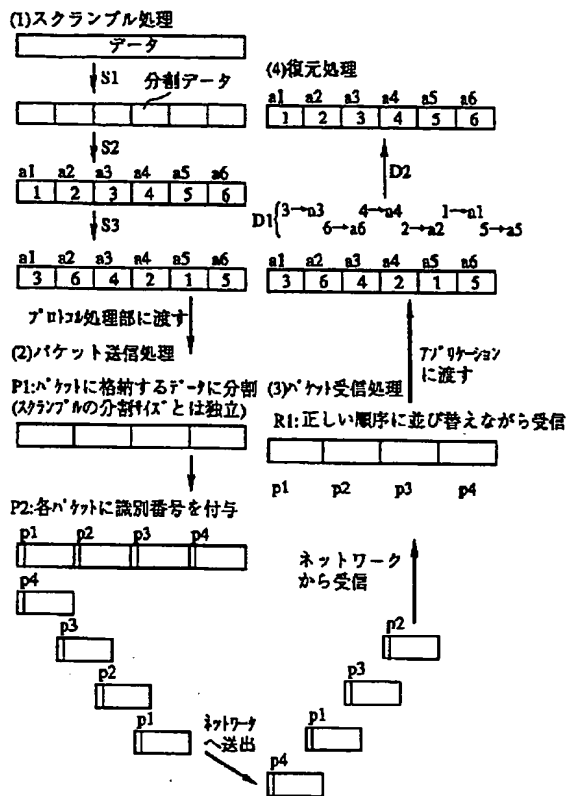 (1)スクランブル処理
データ
S1
分割データ
S2
a1 a2 a3 a4 a5 a6
1 2 3 4 5 6
S3
a1 a2 a3 a4 a5 a6
3 6 4 2 1 5
プロトコル処理部に渡す
(2)パケット送信処理
P1:パケットに格納するデータに分割
(スクランブルの分割サイズとは独立)
P2:各パケットに識別番号を付与
p1 p2 p3 p4
p4
p3
p2
p1
ネットワーク
へ送出
(4)復元処理
a1 a2 a3 a4 a5 a6
1 2 3 4 5 6
D2
D1{ 3→a3 4→a4 1→a1
6→a6 2→a2 5→a5
a1 a2 a3 a4 a5 a6
3 6 4 2 1 5
アプリケーション
に渡す
(3)パケット受信処理
R1:正しい順序に並び替えながら受信
p1 p2 p3 p4
ネットワーク
から受信
p2
p3
p1
p4